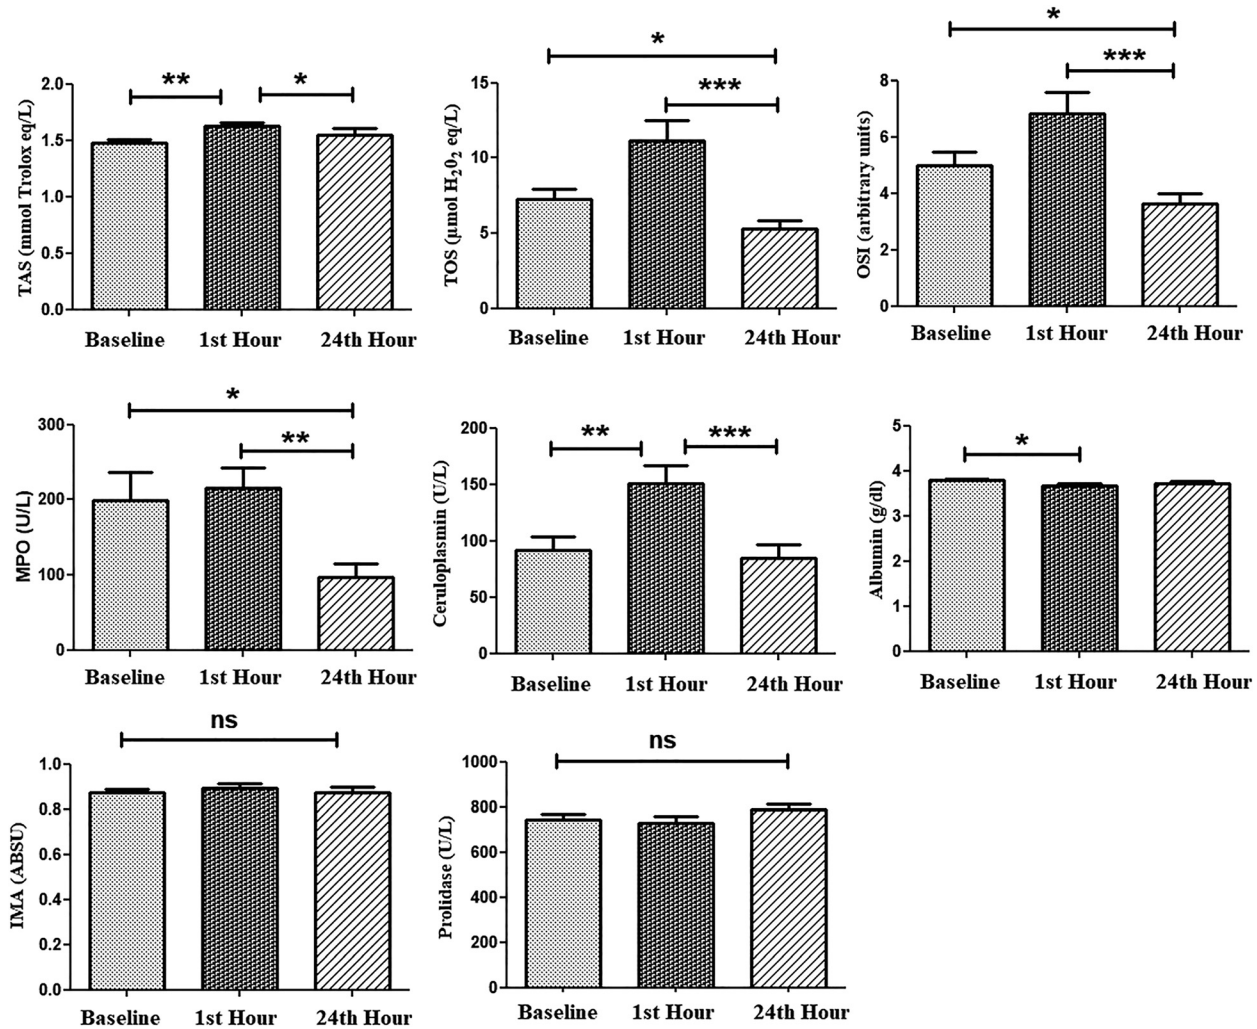 ** *
2.0
1.5
1.0
0.5
0.0
TAS (mmol Trolox eq/L)
Baseline 1st Hour 24th Hour
*
***
15
10
5
0
TOS (µmol H₂0₂ eq/L)
Baseline 1st Hour 24th Hour
*
***
8
6
4
2
0
OSI (arbitrary units)
Baseline 1st Hour 24th Hour
*
**
300
200
100
0
MPO (U/L)
Baseline 1st Hour 24th Hour
** ***
200
150
100
50
0
Ceruloplasmin (U/L)
Baseline 1st Hour 24th Hour
*
5
4
3
2
1
0
Albumin (g/dl)
Baseline 1st Hour 24th Hour
ns
1.0
0.8
0.6
0.4
0.2
0.0
IMA (ABSU)
Baseline 1st Hour 24th Hour
ns
1000
800
600
400
200
0
Prolidase (U/L)
Baseline 1st Hour 24th Hour